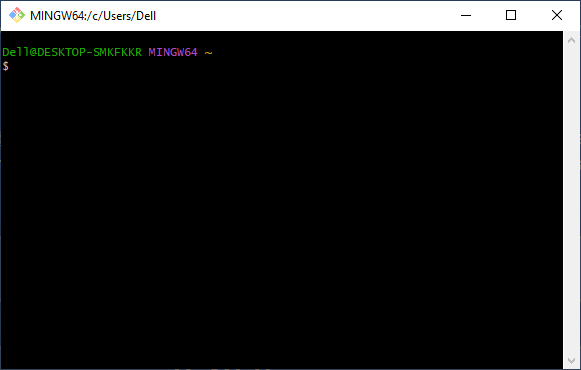 MINGW64:/c/Users/Dell
Dell@DESKTOP-SMKFKKR MINGW64 ~
$